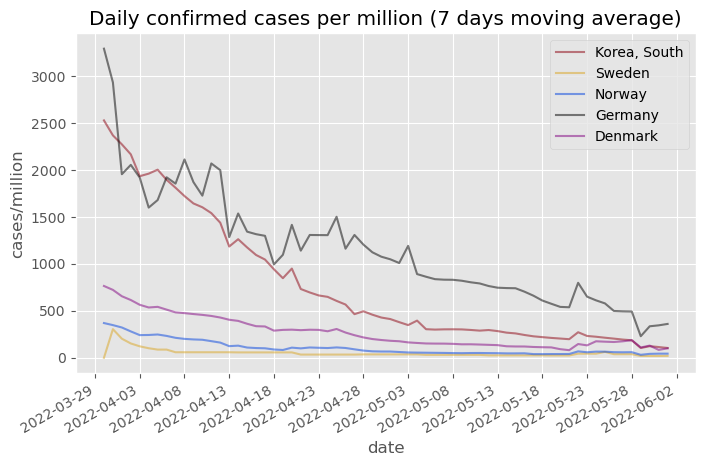 Daily confirmed cases per million (7 days moving average)
Korea, South
Sweden
Norway
Germany
Denmark
cases/million
3000
2500
2000
1500
1000
500
0
2022-03-29
2022-04-03
2022-04-08
2022-04-13
2022-04-18
2022-04-23
2022-04-28
2022-05-03
2022-05-08
2022-05-13
2022-05-18
2022-05-23
2022-05-28
2022-06-02
date